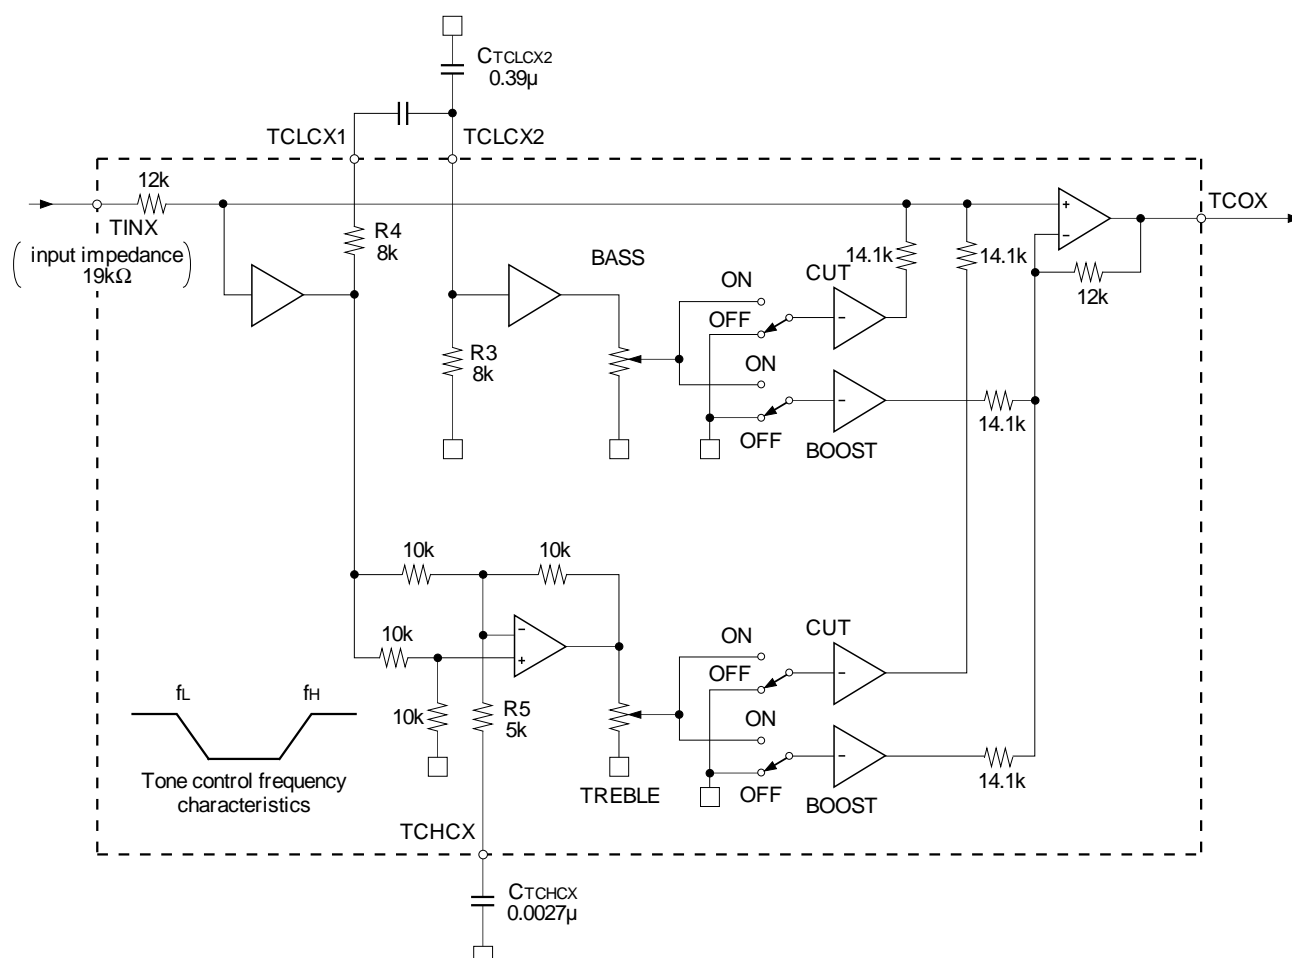 CTCLCX2
0.39µ
TCLCX1
TCLCX2
12k
TCOX
TINX
( input impedance )
19kΩ
R4
8k
BASS
ON
CUT
14.1k
14.1k
12k
OFF
R3
8k
ON
14.1k
OFF
BOOST
10k
10k
10k
ON
CUT
OFF
fL
fH
10k
R5
5k
ON
14.1k
Tone control frequency
characteristics
TREBLE
OFF
BOOST
TCHCX
CTCHCX
0.0027µ